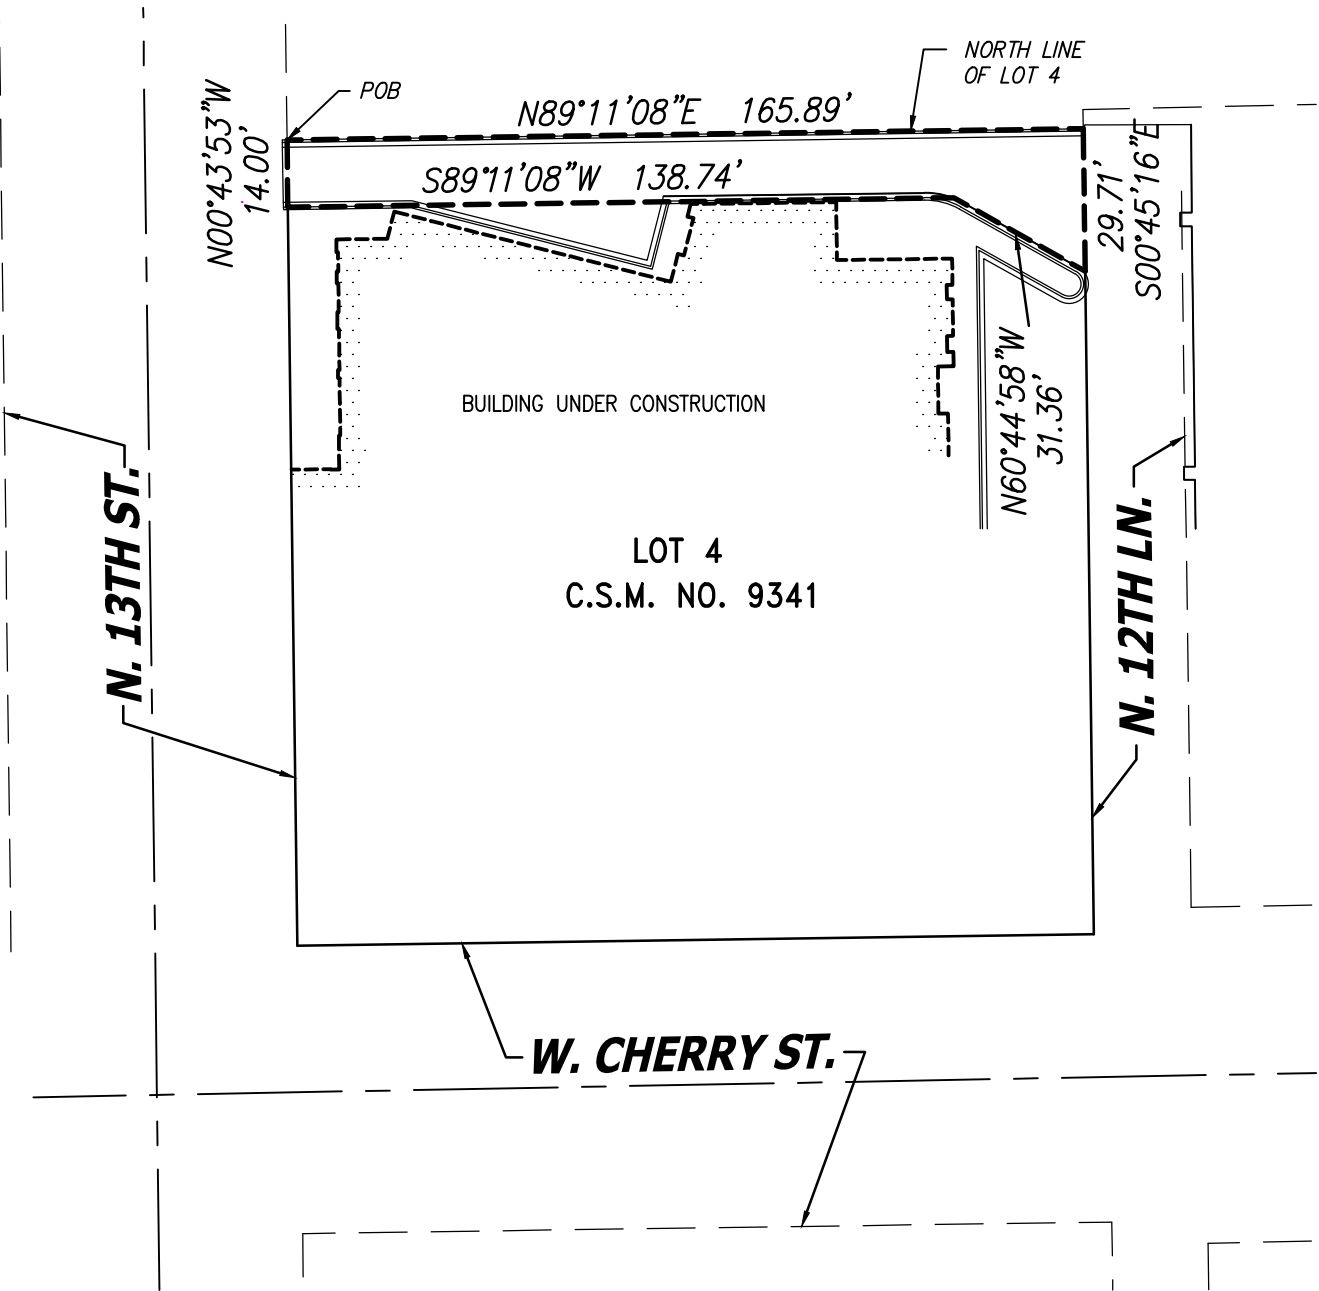 NORTH LINE
OF LOT 4
POB
N89°11'08"E 165.89'
N00°43'53"W
14.00'
S89°11'08"W 138.74'
29.71'
S00°45'16"E
N60°44'58"W
31.36'
BUILDING UNDER CONSTRUCTION
LOT 4
C.S.M. NO. 9341
N. 13TH ST.
N. 12TH LN.
W. CHERRY ST.